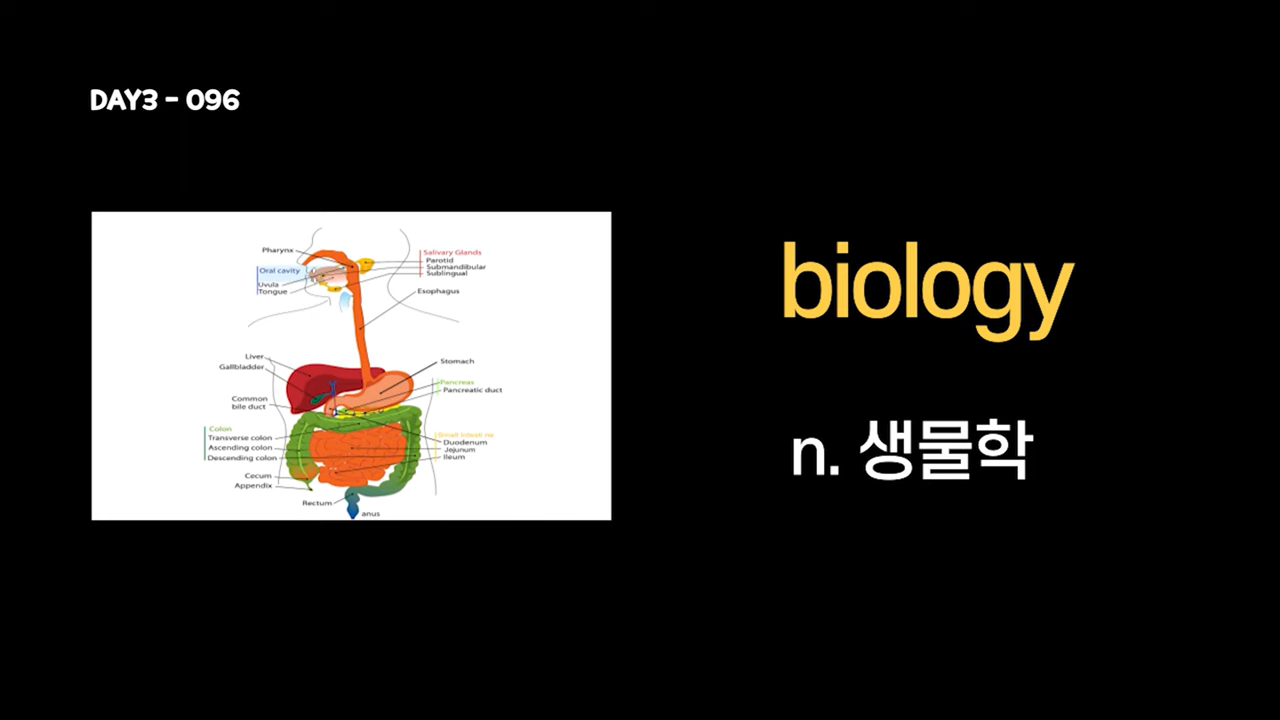 DAY3 - 096
Pharynx
Oral cavity
Uvula
Tongue
Salivary Glands
Parotid
Submandibular
Sublingual
Esophagus
Liver
Gallbladder
Common
bile duct
Stomach
Pancreas
Pancreatic duct
Colon
Transverse colon
Ascending colon
Descending colon
Cecum
Appendix
Small Intestine
Duodenum
Jejunum
Ileum
Rectum
anus
biology
n. 생물학